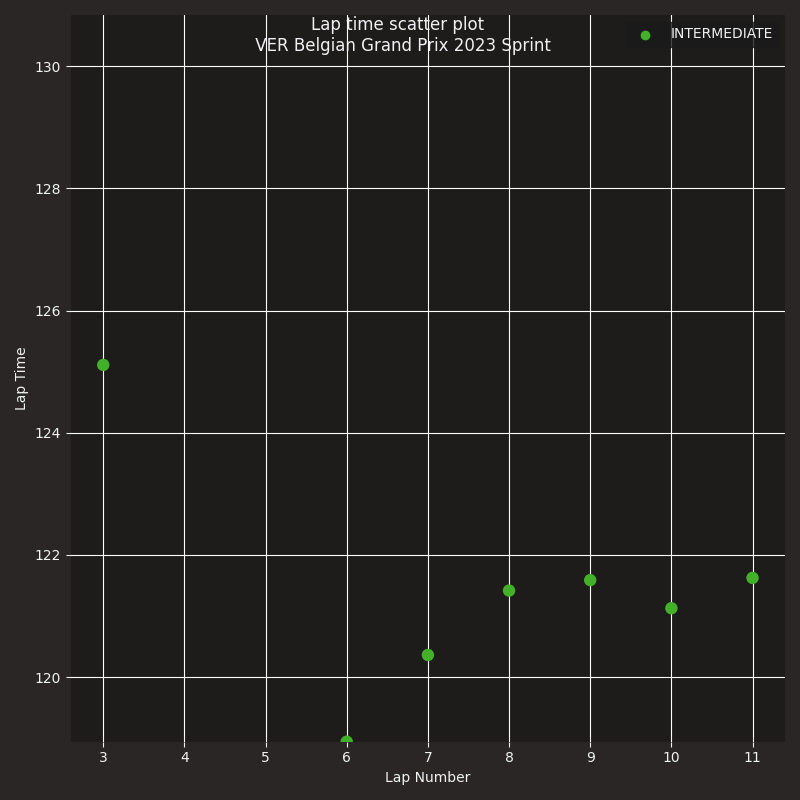 Lap time scatter plot
VER Belgian Grand Prix 2023 Sprint
INTERMEDIATE
130
128
126
124
122
120
Lap Time
3 4 5 6 7 8 9 10 11
Lap Number